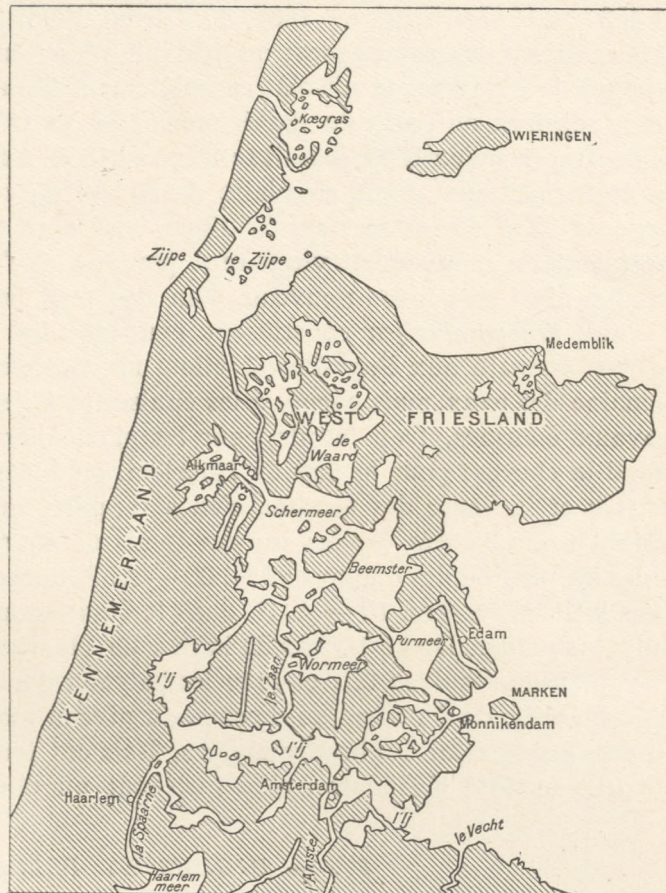 Kœgras
WIERINGEN
Zijpe
le Zijpe
Medemblik
WEST FRIESLAND
de
Waard
Alkmaar
Schermeer
KENNEMERLAND
Beemster
Purmeer
Edam
l'Ij
le Zaan
Wormeer
MARKEN
Monnikendam
l'Ij
Amsterdam
Haarlem
la Spaarne
l'Ij
le Vecht
Haarlem
meer
l'Amstel